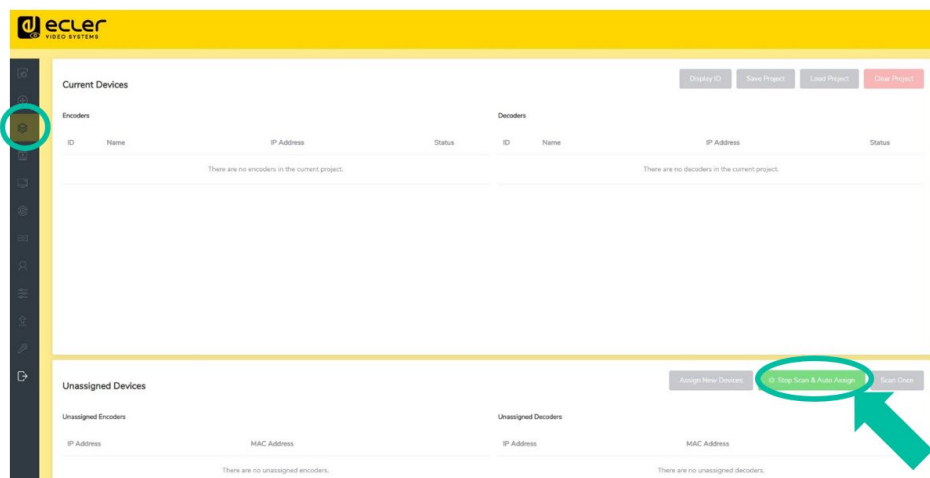 ecler
VIDEO SYSTEMS
Current Devices
Display ID
Save Project
Load Project
Clear Project
Encoders
Decoders
ID Name IP Address Status
ID Name IP Address Status
There are no encoders in the current project.
There are no decoders in the current project.
Unassigned Devices
Assign New Devices
Stop Scan & Auto Assign
Scan Once
Unassigned Encoders
Unassigned Decoders
IP Address MAC Address
IP Address MAC Address
There are no unassigned encoders.
There are no unassigned decoders.